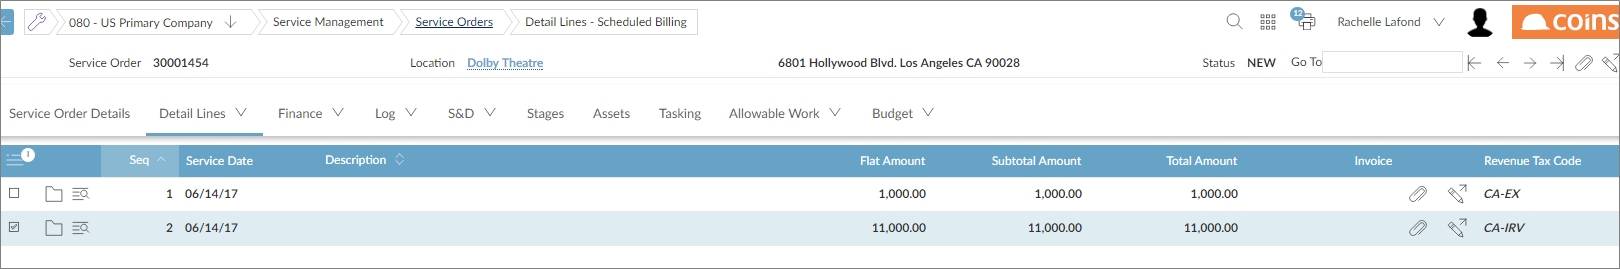 080 - US Primary Company Service Management Service Orders Detail Lines - Scheduled Billing 12 Rachelle Lafond coins
Service Order 30001454 Location Dolby Theatre 6801 Hollywood Blvd. Los Angeles CA 90028 Status NEW Go To
Service Order Details Detail Lines Finance Log S&D Stages Assets Tasking Allowable Work Budget
1 Seq Service Date Description Flat Amount Subtotal Amount Total Amount Invoice Revenue Tax Code
1 06/14/17 1,000.00 1,000.00 1,000.00 CA-EX
2 06/14/17 11,000.00 11,000.00 11,000.00 CA-IRV